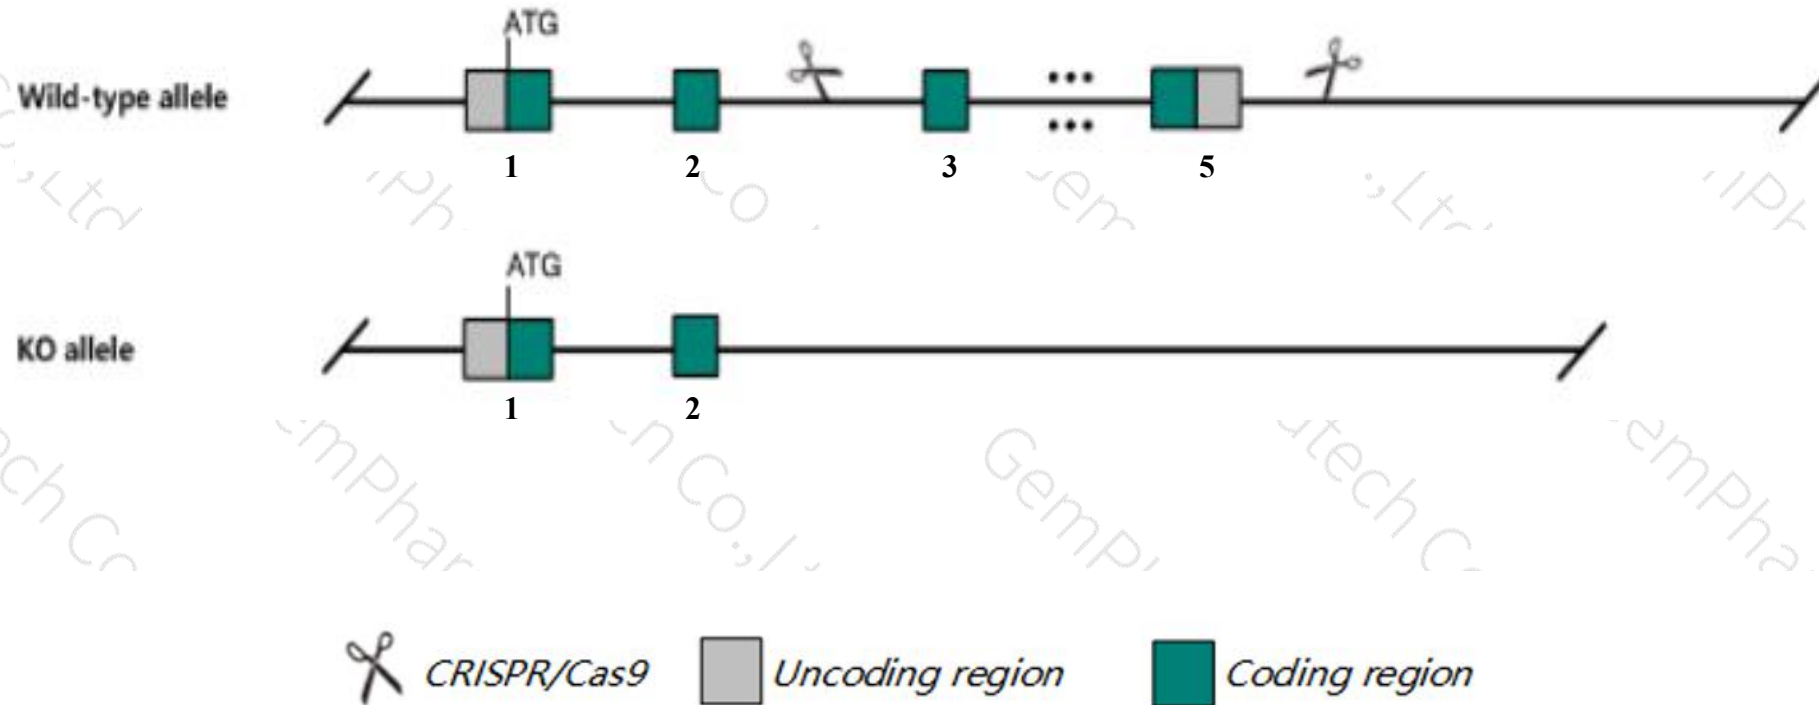 ATG
Wild-type allele
1 2 3 5
ATG
KO allele
1 2
CRISPR/Cas9 Uncoding region Coding region